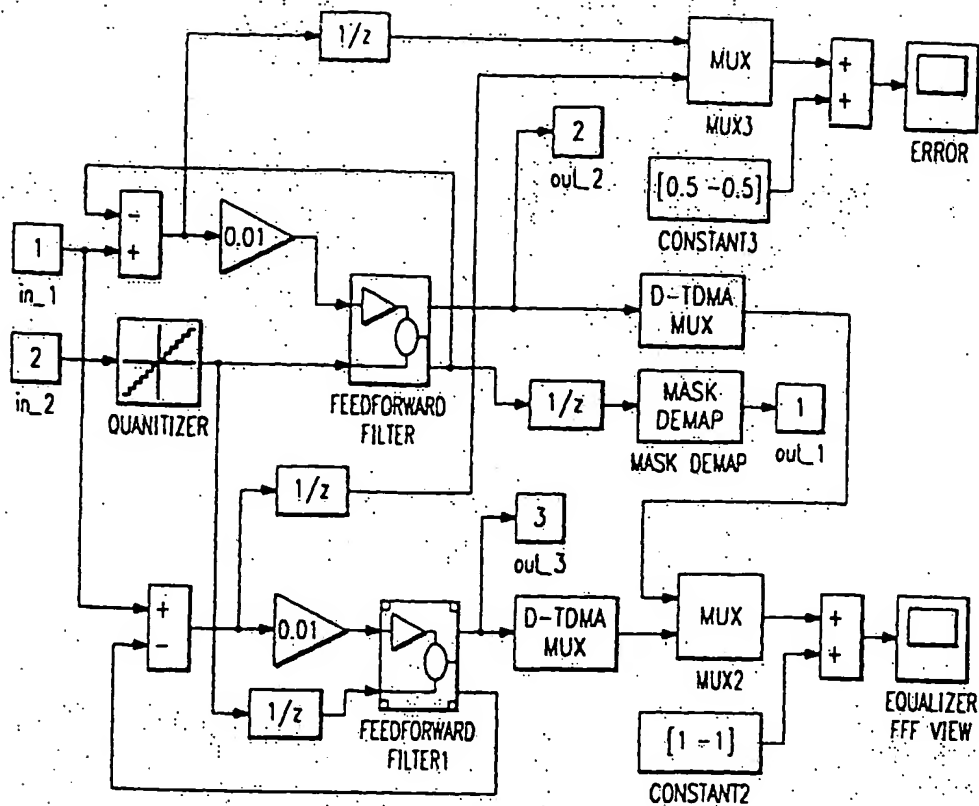 1/z
MUX
MUX3
+
+
ERROR
2
out_2
[0.5 -0.5]
CONSTANT3
-
+
0.01
1
in_1
D-TDMA
MUX
2
in_2
QUANITIZER
FEEDFORWARD
FILTER
1/z
MASK
DEMAP
MASK DEMAP
1
out_1
1/z
3
out_3
+
-
0.01
D-TDMA
MUX
MUX
MUX2
+
+
1/z
FEEDFORWARD
FILTER1
EQUALIZER
FFF VIEW
[1 -1]
CONSTANT2